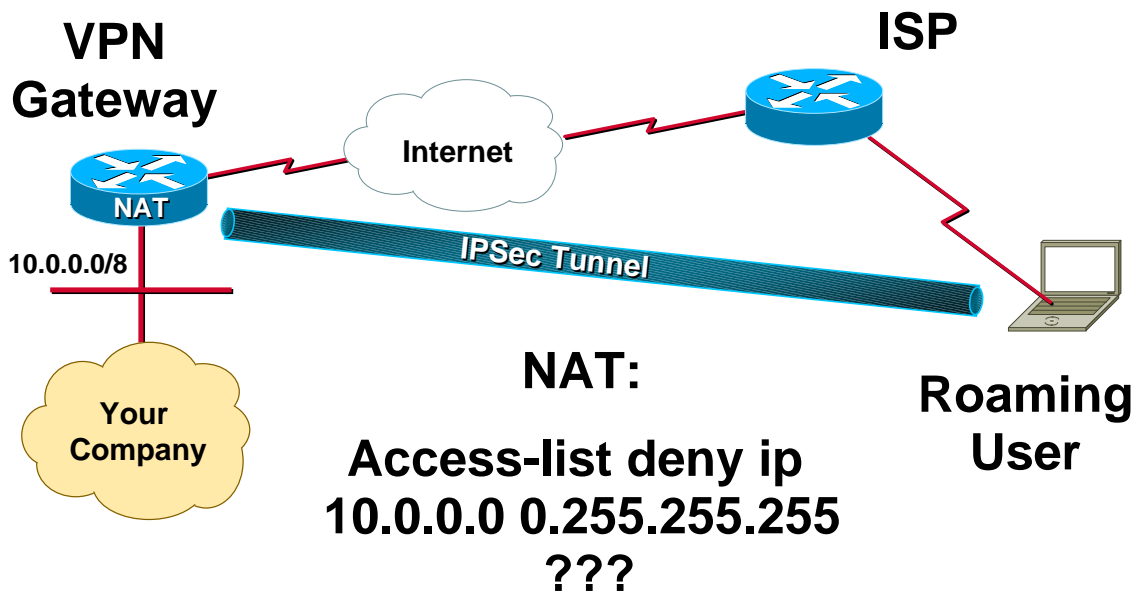 VPN
Gateway
ISP
Internet
NAT
IPSec Tunnel
10.0.0.0/8
Your
Company
NAT:
Access-list deny ip
10.0.0.0 0.255.255.255
???
Roaming
User